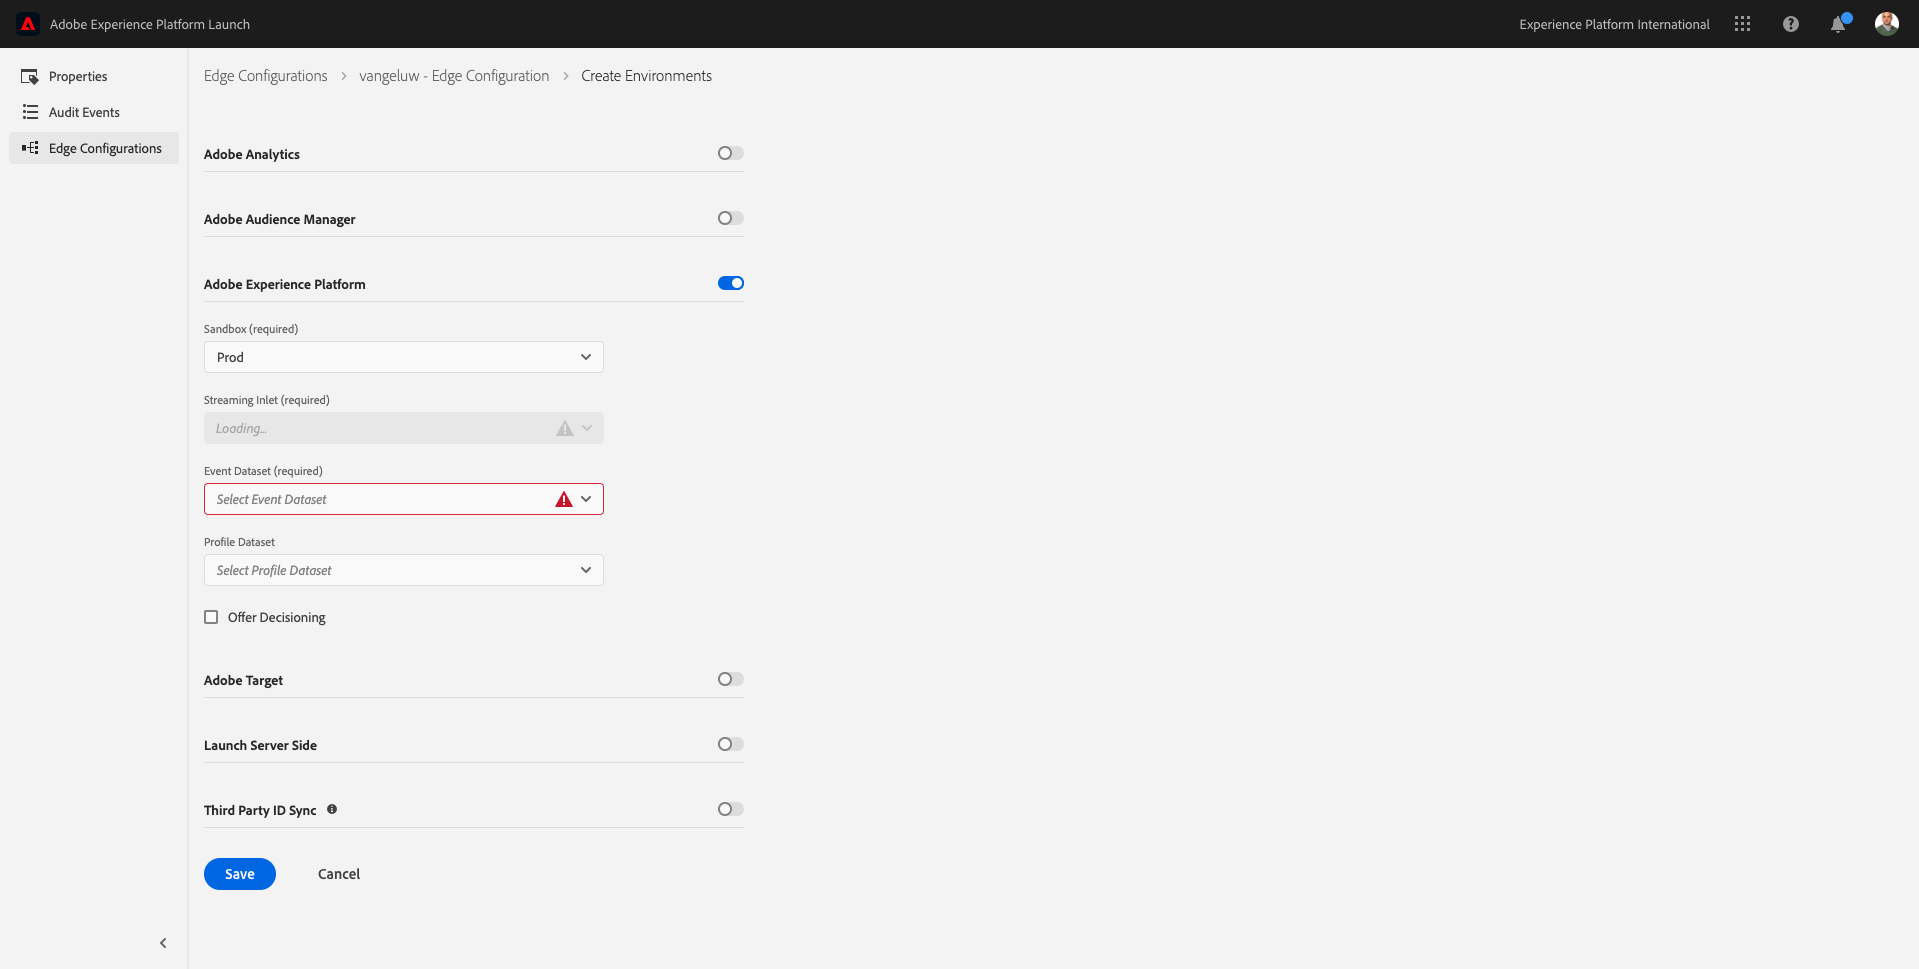 Adobe Experience Platform Launch
Experience Platform International
Properties
Audit Events
Edge Configurations
Edge Configurations > vangeluw - Edge Configuration > Create Environments
Adobe Analytics
Adobe Audience Manager
Adobe Experience Platform
Sandbox (required)
Prod
Streaming Inlet (required)
Loading...
Event Dataset (required)
Select Event Dataset
Profile Dataset
Select Profile Dataset
Offer Decisioning
Adobe Target
Launch Server Side
Third Party ID Sync
Save
Cancel